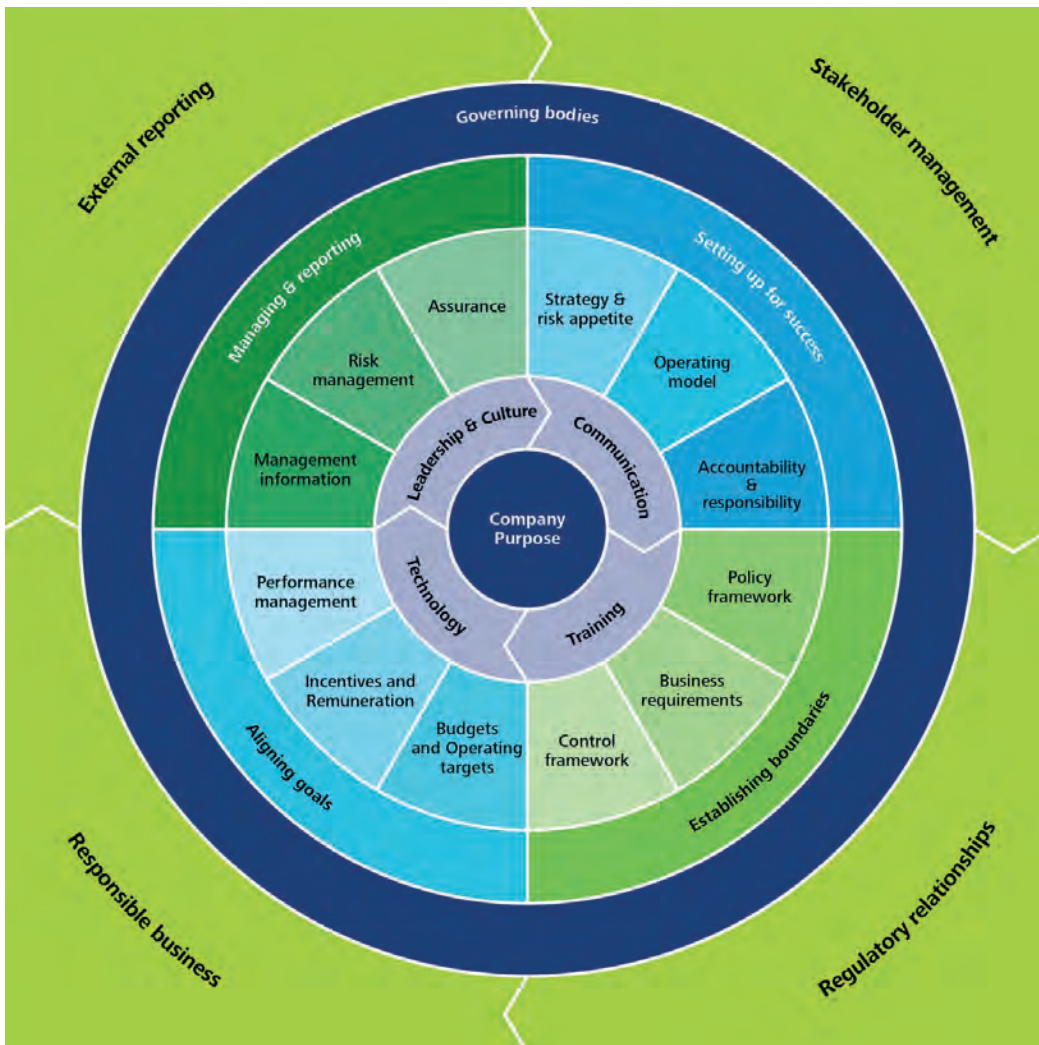 External reporting
Stakeholder management
Governing bodies
Managing & reporting
Setting up for success
Assurance
Strategy &
risk appetite
Risk
management
Operating
model
Management
information
Accountability
&
responsibility
Leadership & Culture
Communication
Company
Purpose
Technology
Training
Performance
management
Policy
framework
Incentives and
Remuneration
Business
requirements
Budgets
and Operating
targets
Control
framework
Aligning goals
Establishing boundaries
Responsible business
Regulatory relationships